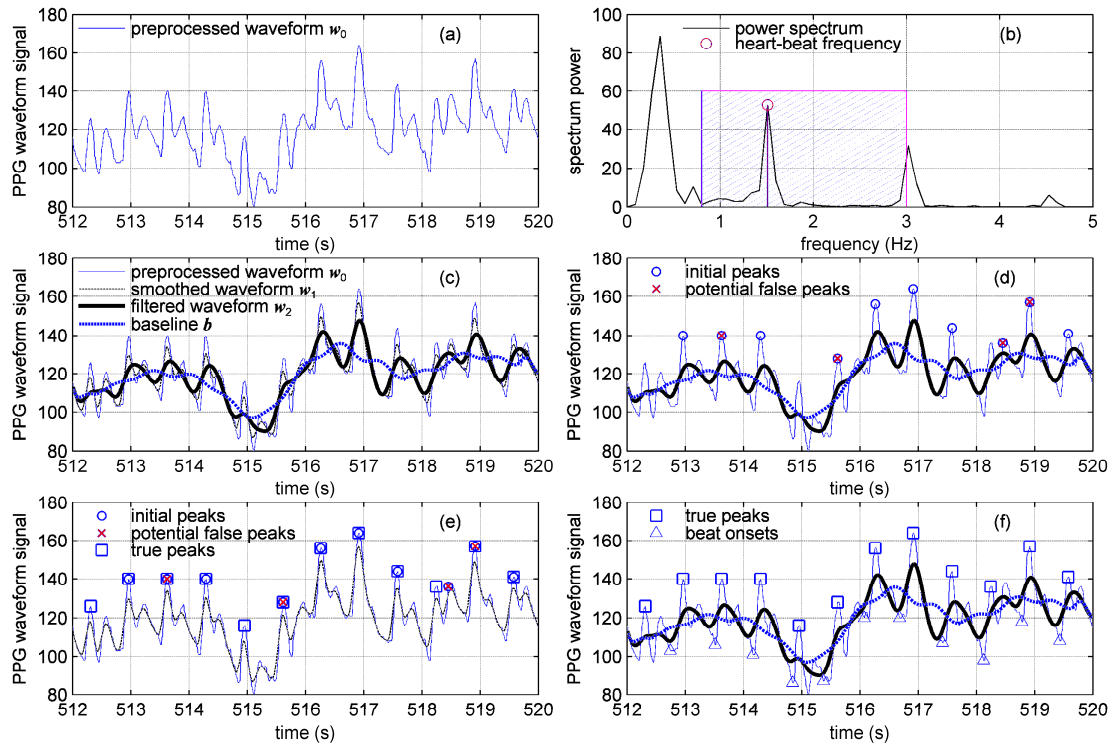 PPG waveform signal
180
160
140
120
100
80
preprocessed waveform w0
(a)
512 513 514 515 516 517 518 519 520
time (s)
spectrum power
100
80
60
40
20
0
power spectrum
heart-beat frequency
(b)
0 1 2 3 4 5
frequency (Hz)
PPG waveform signal
180
160
140
120
100
80
preprocessed waveform w0
smoothed waveform w1
filtered waveform w2
baseline b
(c)
512 513 514 515 516 517 518 519 520
time (s)
PPG waveform signal
180
160
140
120
100
80
initial peaks
potential false peaks
(d)
512 513 514 515 516 517 518 519 520
time (s)
PPG waveform signal
180
160
140
120
100
80
initial peaks
potential false peaks
true peaks
(e)
512 513 514 515 516 517 518 519 520
time (s)
PPG waveform signal
180
160
140
120
100
80
true peaks
beat onsets
(f)
512 513 514 515 516 517 518 519 520
time (s)